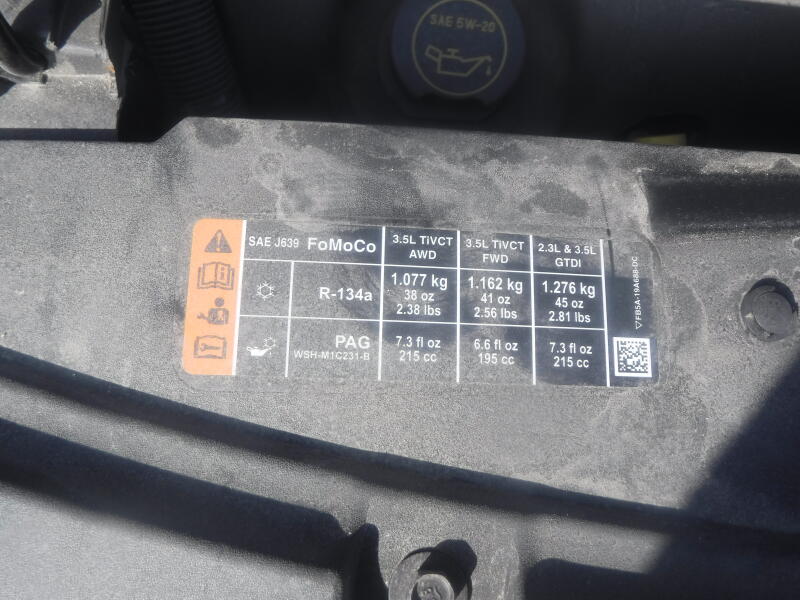 SAE 5W-20
SAE J639 FoMoCo
3.5L TiVCT
AWD
3.5L TiVCT
FWD
2.3L & 3.5L
GTDI
R-134a
1.077 kg
38 oz
2.38 lbs
1.162 kg
41 oz
2.56 lbs
1.276 kg
45 oz
2.81 lbs
PAG
WSH-M1C231-B
7.3 fl oz
215 cc
6.6 fl oz
195 cc
7.3 fl oz
215 cc
FB5A-19A688-DC